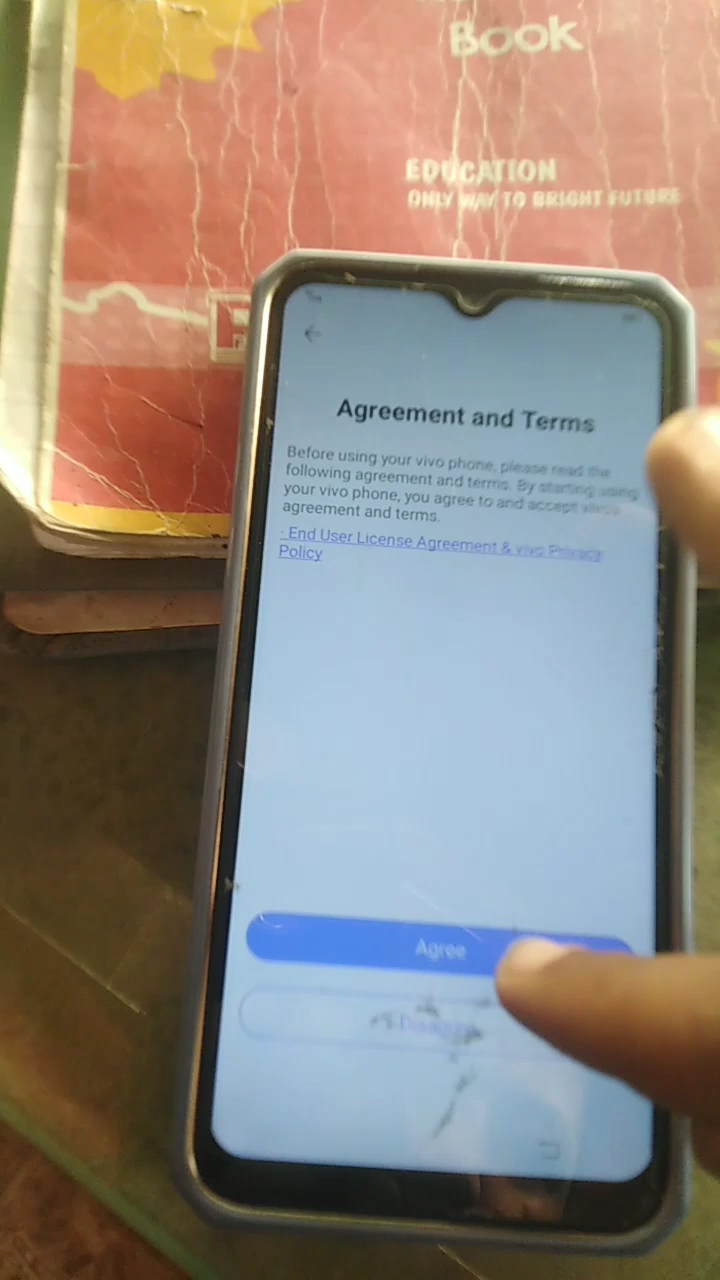 Book
EDUCATION
ONLY WAY TO BRIGHT FUTURE
Agreement and Terms
Before using your vivo phone, please read the
following agreement and terms. By starting using
your vivo phone, you agree to and accept
agreement and terms.
· End User License Agreement & vivo Privacy
Policy
Agree